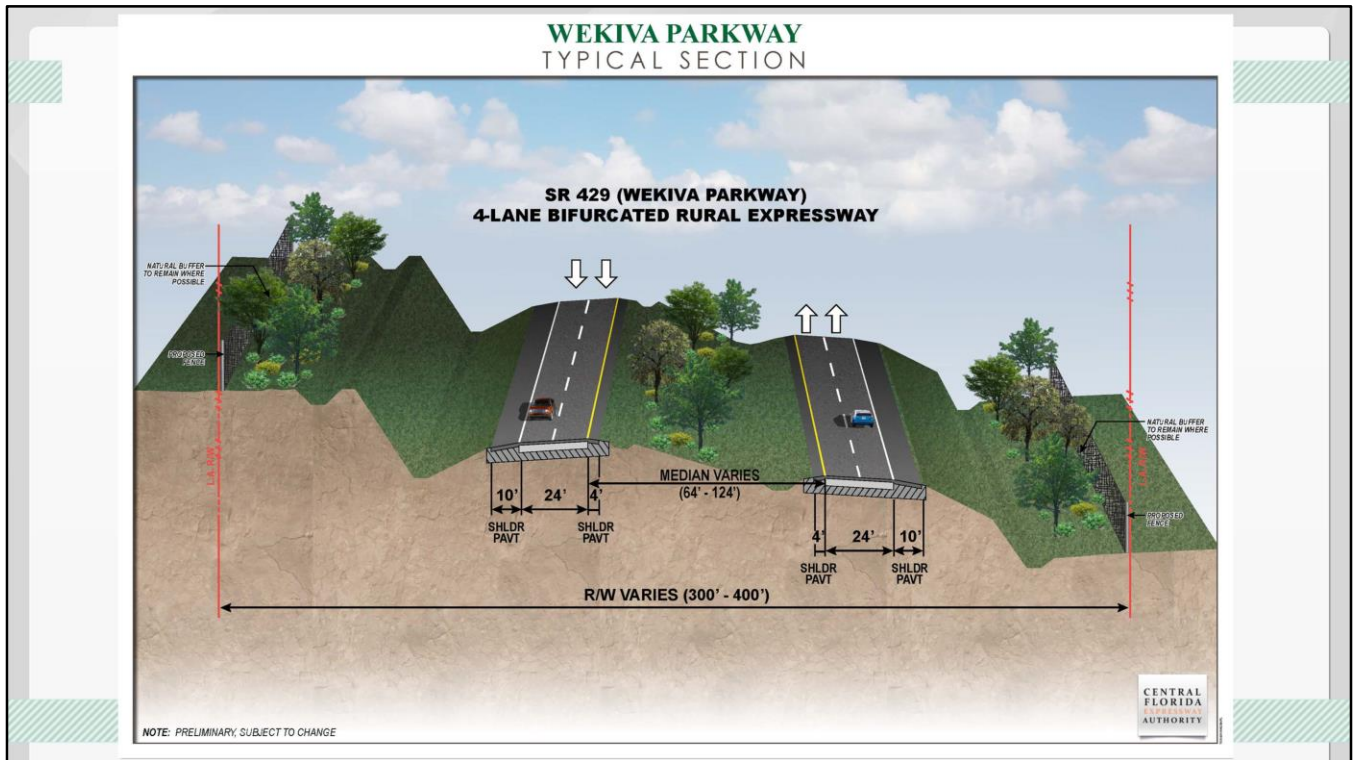 WEKIVA PARKWAY
TYPICAL SECTION
SR 429 (WEKIVA PARKWAY)
4-LANE BIFURCATED RURAL EXPRESSWAY
NATURAL BUFFER
TO REMAIN WHERE
POSSIBLE
PROPOSED
FENCE
L.A. R/W
MEDIAN VARIES
(64' - 124')
10'
24'
4'
SHLDR
PAVT
SHLDR
PAVT
4'
24'
10'
SHLDR
PAVT
SHLDR
PAVT
NATURAL BUFFER
TO REMAIN WHERE
POSSIBLE
PROPOSED
FENCE
L.A. R/W
R/W VARIES (300' - 400')
NOTE: PRELIMINARY, SUBJECT TO CHANGE
CENTRAL
FLORIDA
EXPRESSWAY
AUTHORITY